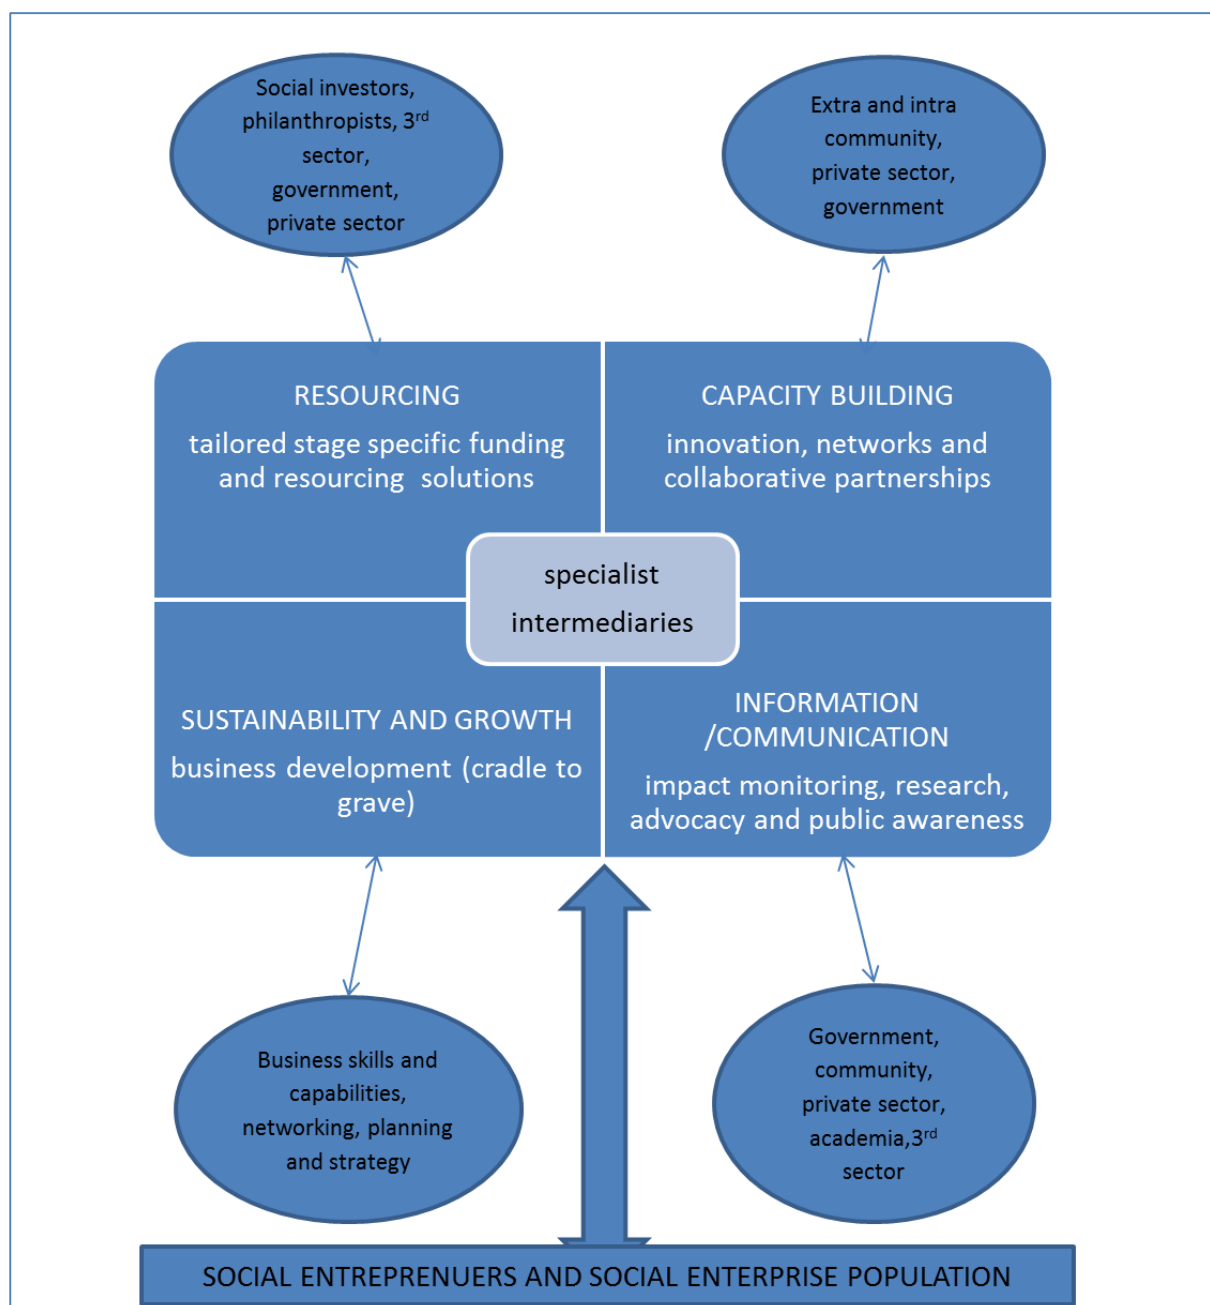 Social investors,
philanthropists, 3rd
sector,
government,
private sector
Extra and intra
community,
private sector,
government
RESOURCING
tailored stage specific funding
and resourcing solutions
CAPACITY BUILDING
innovation, networks and
collaborative partnerships
specialist
intermediaries
SUSTAINABILITY AND GROWTH
business development (cradle to
grave)
INFORMATION
/COMMUNICATION
impact monitoring, research,
advocacy and public awareness
Business skills and
capabilities,
networking, planning
and strategy
Government,
community,
private sector,
academia,3rd
sector
SOCIAL ENTREPRENUERS AND SOCIAL ENTERPRISE POPULATION